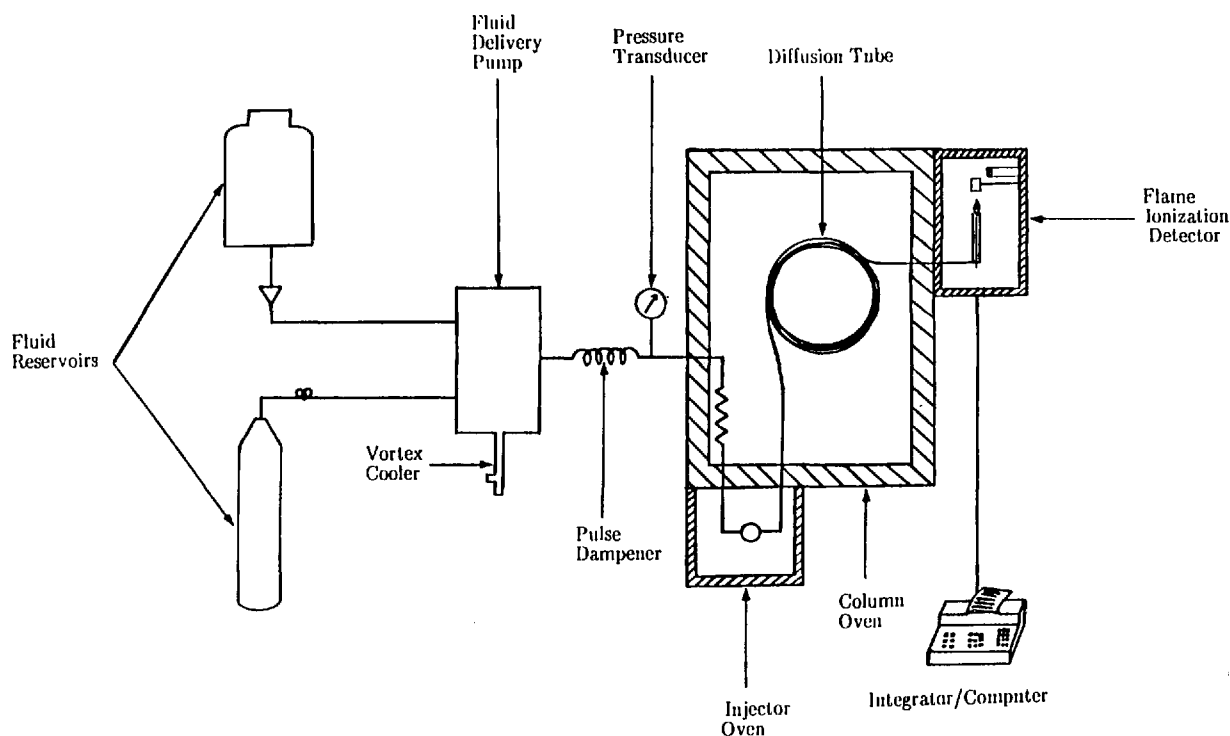 Fluid
Delivery
Pump
Pressure
Transducer
Diffusion Tube
Flame
Ionization
Detector
Fluid
Reservoirs
Vortex
Cooler
Pulse
Dampener
Column
Oven
Injector
Oven
Integrator/Computer